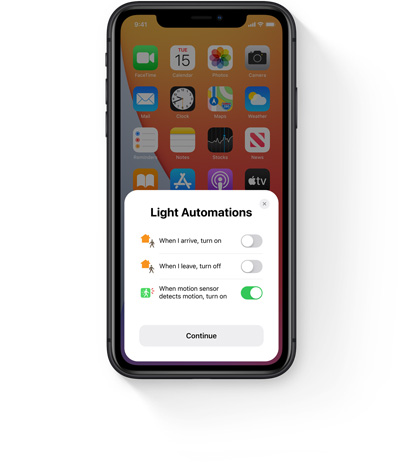 9:41
TUE
15
FaceTime
Calendar
Photos
Camera
Mail
Clock
Maps
Weather
Reminders
Notes
Stocks
News
tv
Light Automations
When I arrive, turn on
When I leave, turn off
When motion sensor
detects motion, turn on
Continue